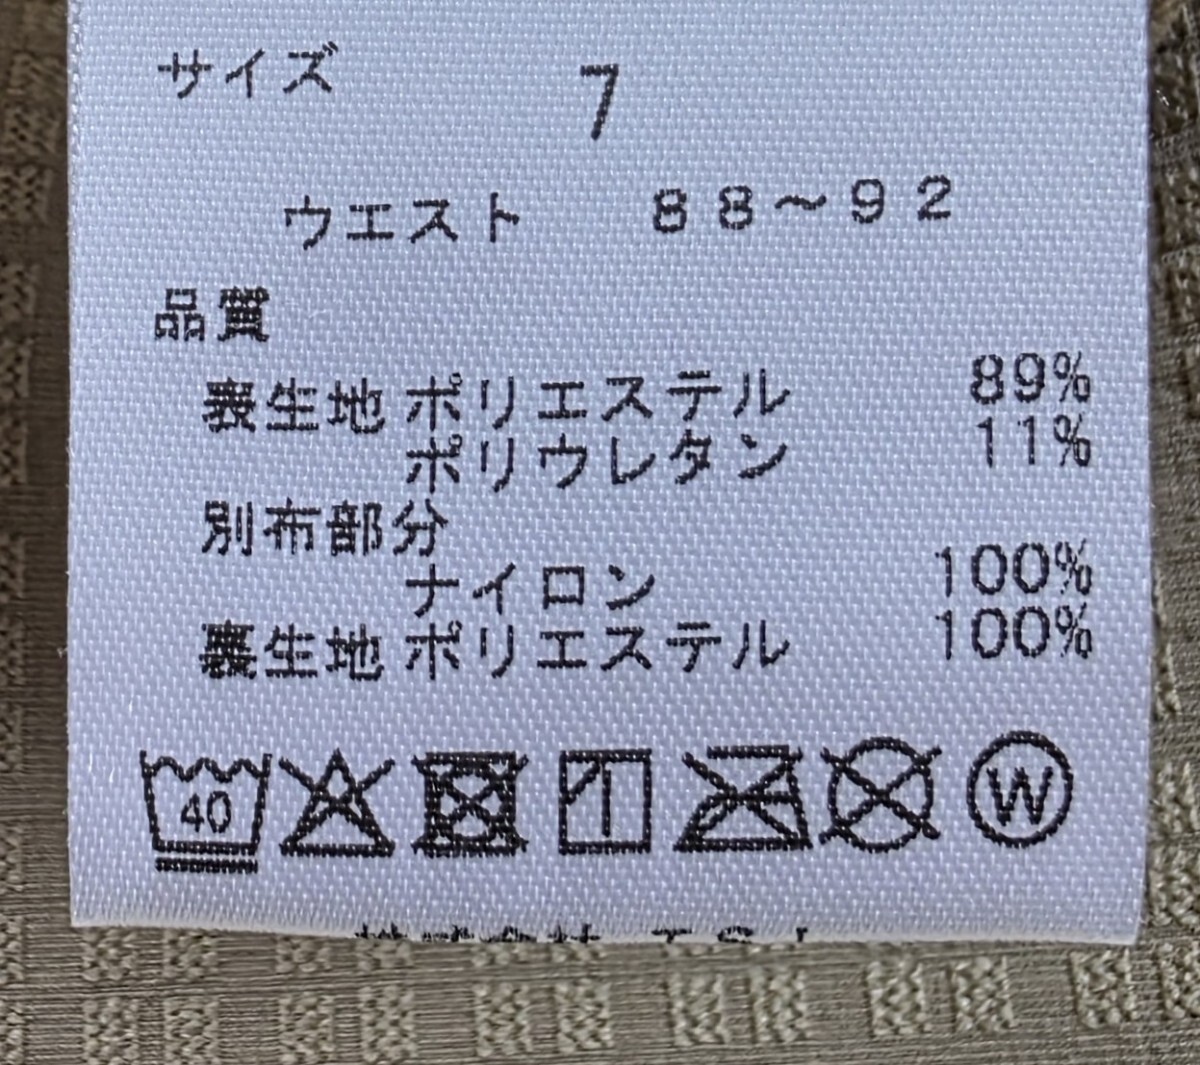 サイズ 7
ウエスト 88～92
品質
表生地 ポリエステル 89%
ポリウレタン 11%
別布部分
ナイロン 100%
裏生地 ポリエステル 100%
40 W